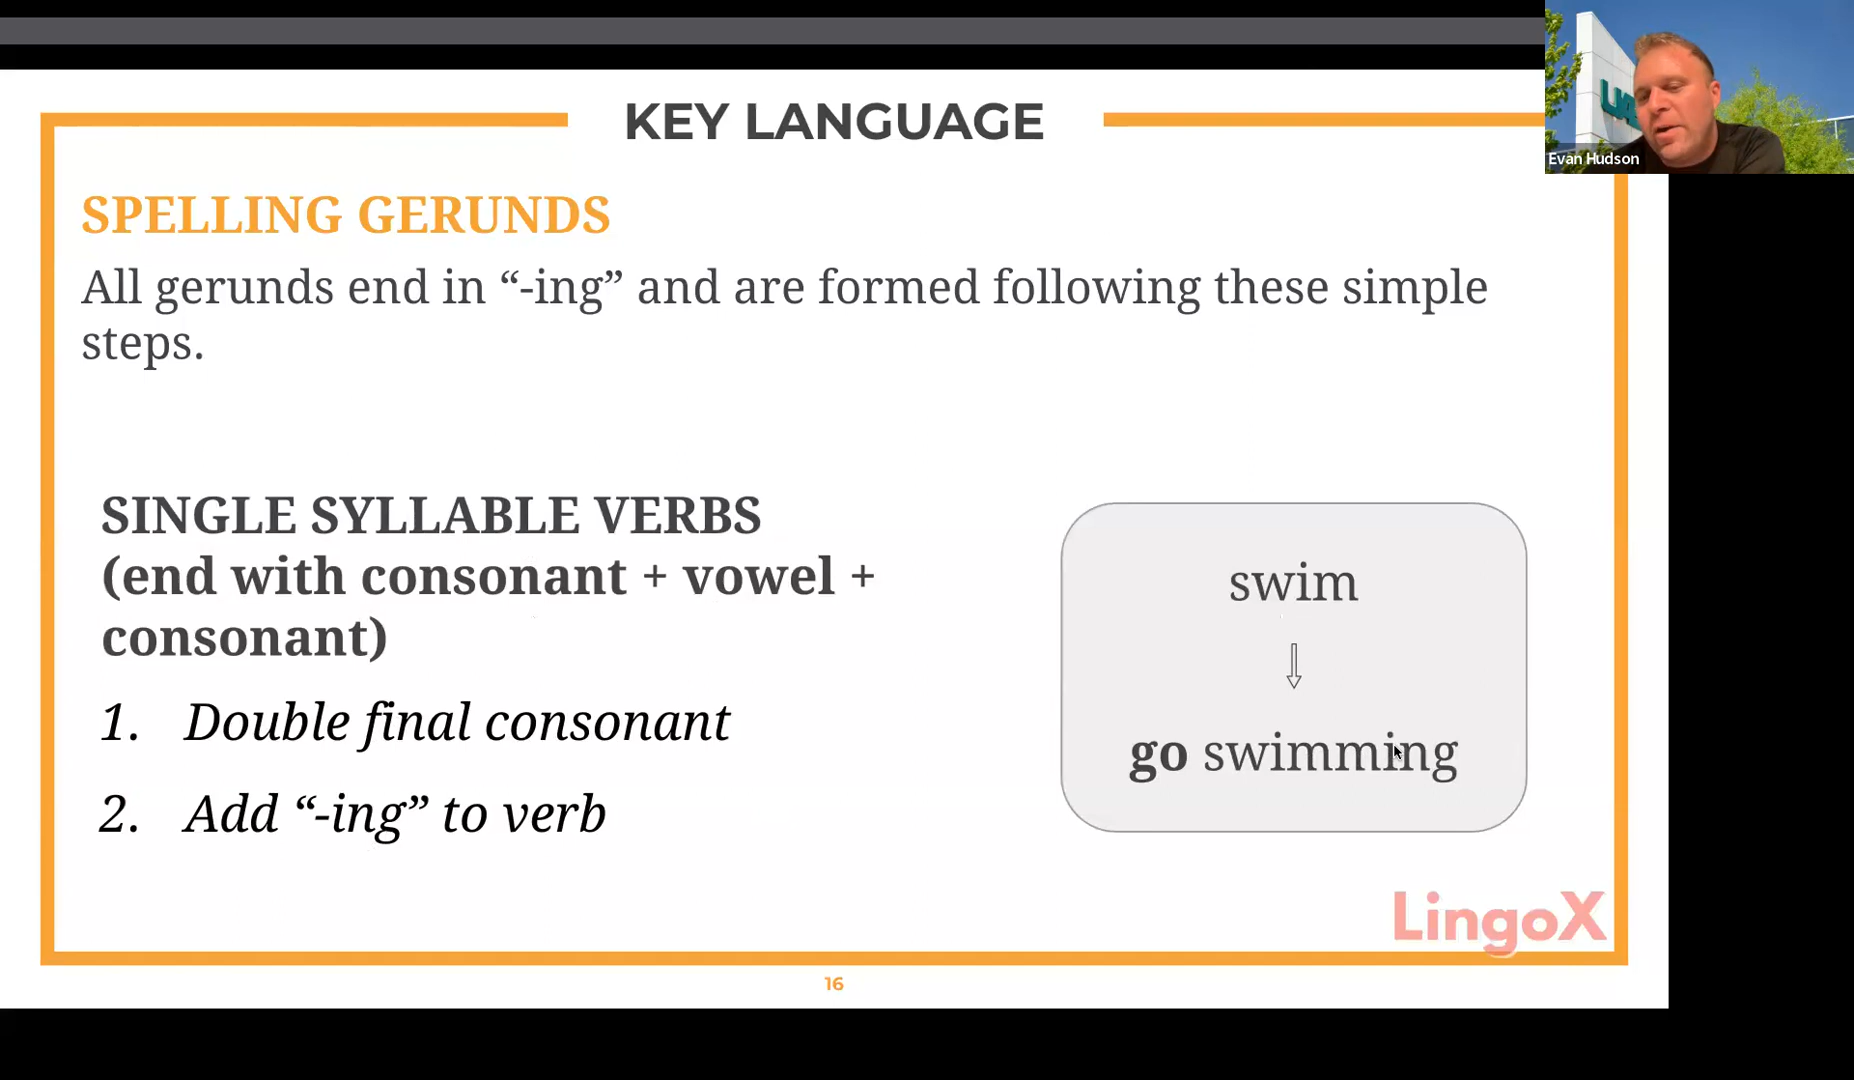 KEY LANGUAGE
Evan Hudson
SPELLING GERUNDS
All gerunds end in “-ing” and are formed following these simple
steps.
SINGLE SYLLABLE VERBS
(end with consonant + vowel +
consonant)
1. Double final consonant
2. Add “-ing” to verb
swim
go swimming
LingoX
16